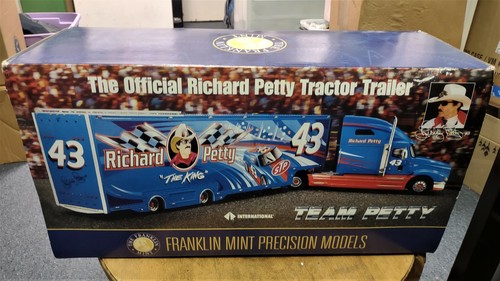 The Official Richard Petty Tractor Trailer
43
Richard Petty
"THE KING"
43
STP
Richard Petty
43
INTERNATIONAL
TEAM PETTY
FRANKLIN MINT PRECISION MODELS